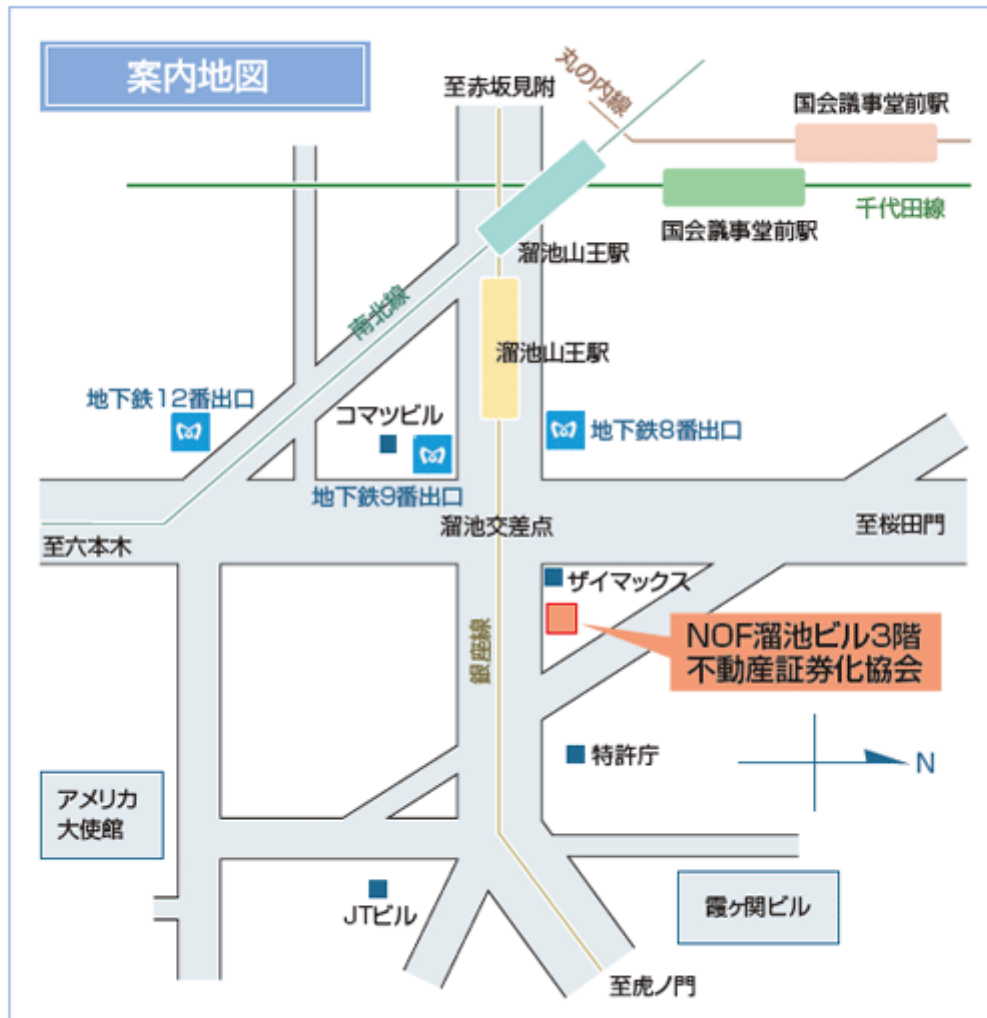 案内地図
至赤坂見附
丸の内線
国会議事堂前駅
千代田線
国会議事堂前駅
溜池山王駅
南北線
溜池山王駅
地下鉄12番出口
コマツビル
地下鉄8番出口
地下鉄9番出口
溜池交差点
至桜田門
至六本木
ザイマックス
NOF溜池ビル3階
不動産証券化協会
銀座線
特許庁
N
アメリカ
大使館
JTビル
霞ヶ関ビル
至虎ノ門